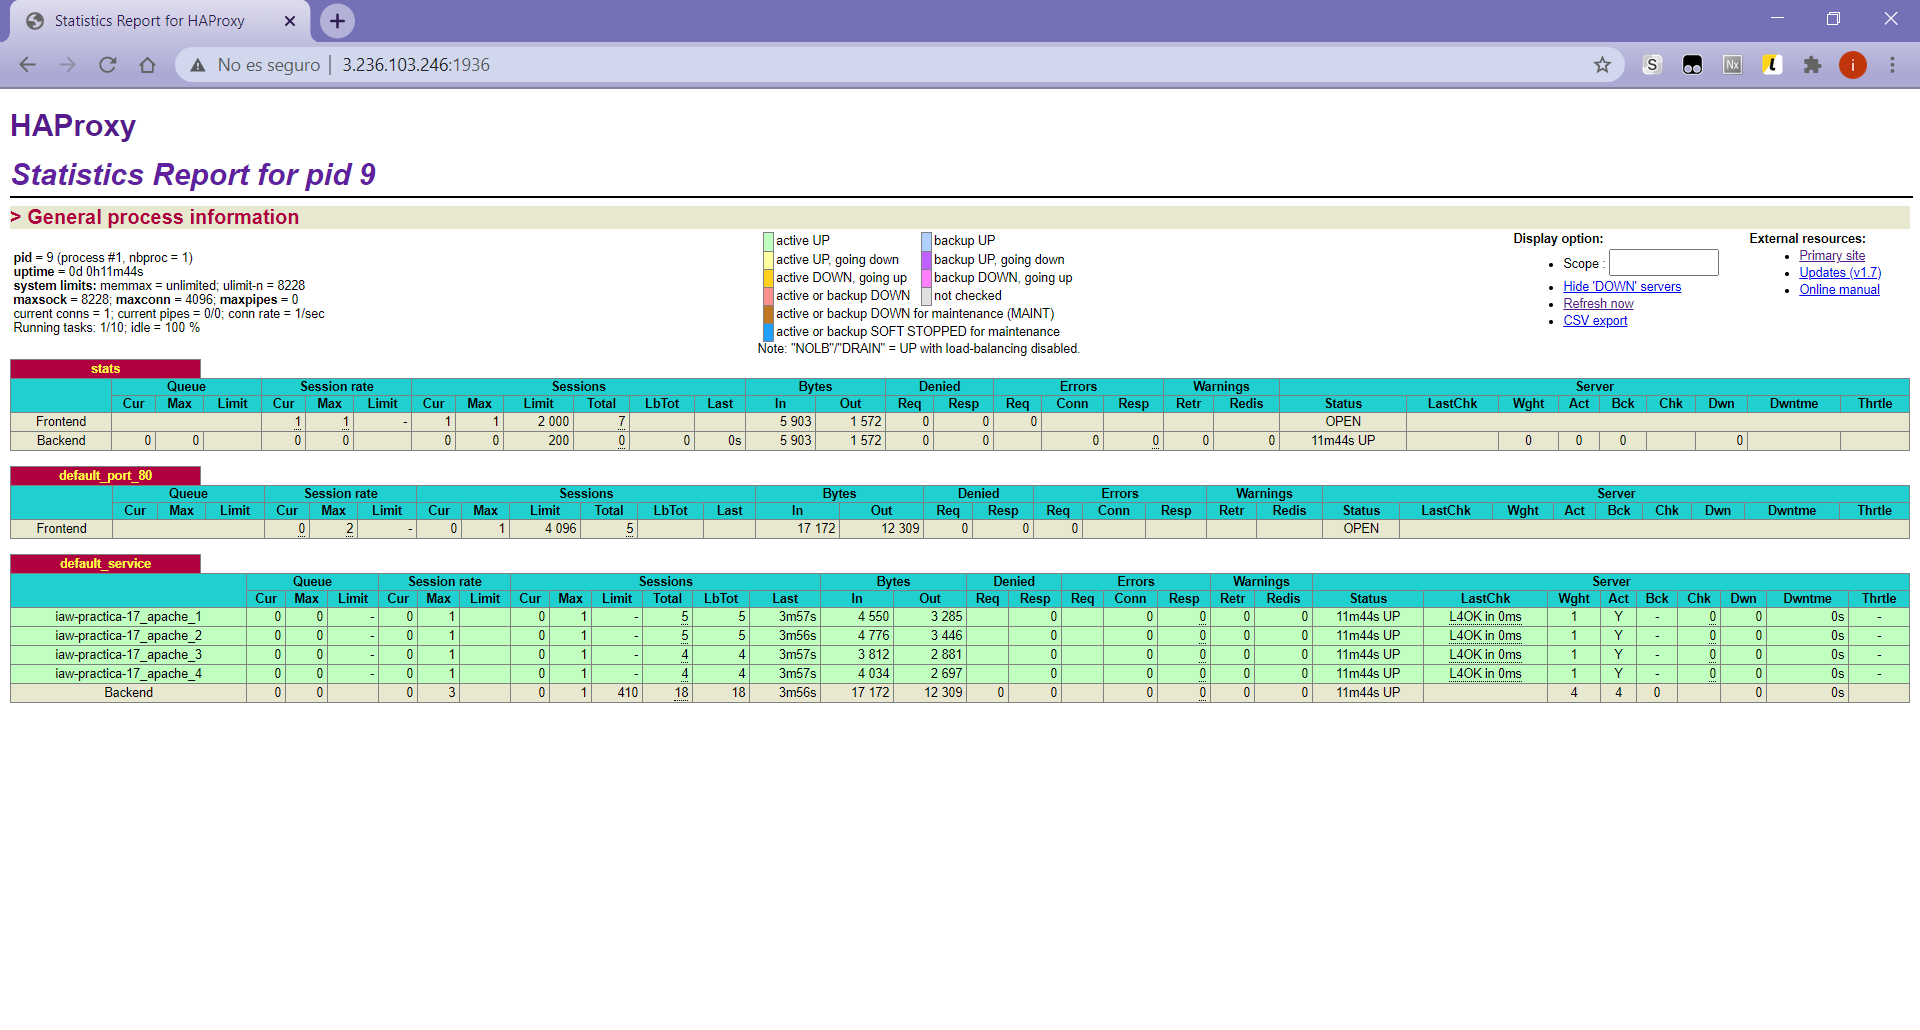 Statistics Report for HAProxy
No es seguro | 3.236.103.246:1936
S Nx t i
HAProxy
Statistics Report for pid 9
> General process information
pid = 9 (process #1, nbproc = 1)
uptime = 0d 0h11m44s
system limits: memmax = unlimited; ulimit-n = 8228
maxsock = 8228; maxconn = 4096; maxpipes = 0
current conns = 1; current pipes = 0/0; conn rate = 1/sec
Running tasks: 1/10; idle = 100 %
active UP backup UP
active UP, going down backup UP, going down
active DOWN, going up backup DOWN, going up
active or backup DOWN not checked
active or backup DOWN for maintenance (MAINT)
active or backup SOFT STOPPED for maintenance
Note: "NOLB"/"DRAIN" = UP with load-balancing disabled.
Display option:
• Scope :
• Hide 'DOWN' servers
• Refresh now
• CSV export
External resources:
• Primary site
• Updates (v1.7)
• Online manual
stats
Queue Session rate Sessions Bytes Denied Errors Warnings Server
Cur Max Limit Cur Max Limit Cur Max Limit Total LbTot Last In Out Req Resp Req Conn Resp Retr Redis Status LastChk Wght Act Bck Chk Dwn Dwntme Thrtle
Frontend 1 1 - 1 1 2 000 7 5 903 1 572 0 0 0 OPEN
Backend 0 0 0 0 0 0 200 0 0 0s 5 903 1 572 0 0 0 0 0 0 11m44s UP 0 0 0 0
default_port_80
Queue Session rate Sessions Bytes Denied Errors Warnings Server
Cur Max Limit Cur Max Limit Cur Max Limit Total LbTot Last In Out Req Resp Req Conn Resp Retr Redis Status LastChk Wght Act Bck Chk Dwn Dwntme Thrtle
Frontend 0 2 - 0 1 4 096 5 17 172 12 309 0 0 0 OPEN
default_service
Queue Session rate Sessions Bytes Denied Errors Warnings Server
Cur Max Limit Cur Max Limit Cur Max Limit Total LbTot Last In Out Req Resp Req Conn Resp Retr Redis Status LastChk Wght Act Bck Chk Dwn Dwntme Thrtle
iaw-practica-17_apache_1 0 0 - 0 1 0 1 - 5 5 3m57s 4 550 3 285 0 0 0 0 0 11m44s UP L4OK in 0ms 1 Y - 0 0 0s -
iaw-practica-17_apache_2 0 0 - 0 1 0 1 - 5 5 3m56s 4 776 3 446 0 0 0 0 0 11m44s UP L4OK in 0ms 1 Y - 0 0 0s -
iaw-practica-17_apache_3 0 0 - 0 1 0 1 - 4 4 3m57s 3 812 2 881 0 0 0 0 0 11m44s UP L4OK in 0ms 1 Y - 0 0 0s -
iaw-practica-17_apache_4 0 0 - 0 1 0 1 - 4 4 3m57s 4 034 2 697 0 0 0 0 0 11m44s UP L4OK in 0ms 1 Y - 0 0 0s -
Backend 0 0 0 3 0 1 410 18 18 3m56s 17 172 12 309 0 0 0 0 0 0 11m44s UP 4 4 0 0 0s